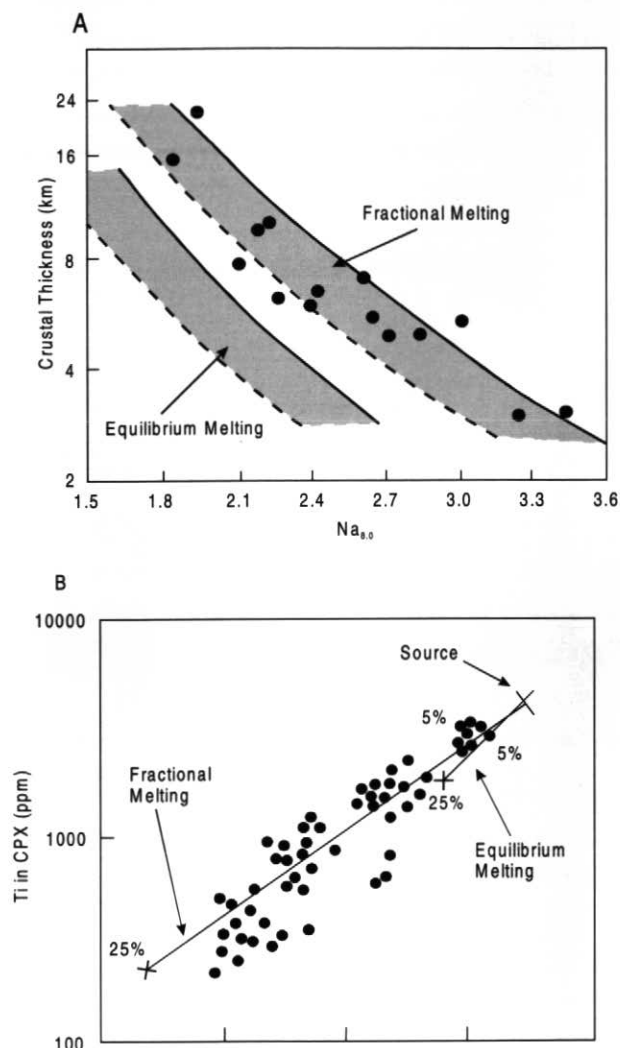 A
Crustal Thickness (km)
24
16
8
4
2
Fractional Melting
Equilibrium Melting
1.5 1.8 2.1 2.4 2.7 3.0 3.3 3.6
Na8.0
B
Ti in CPX (ppm)
10000
1000
100
Source
5%
5%
Fractional
Melting
25%
Equilibrium
Melting
25%